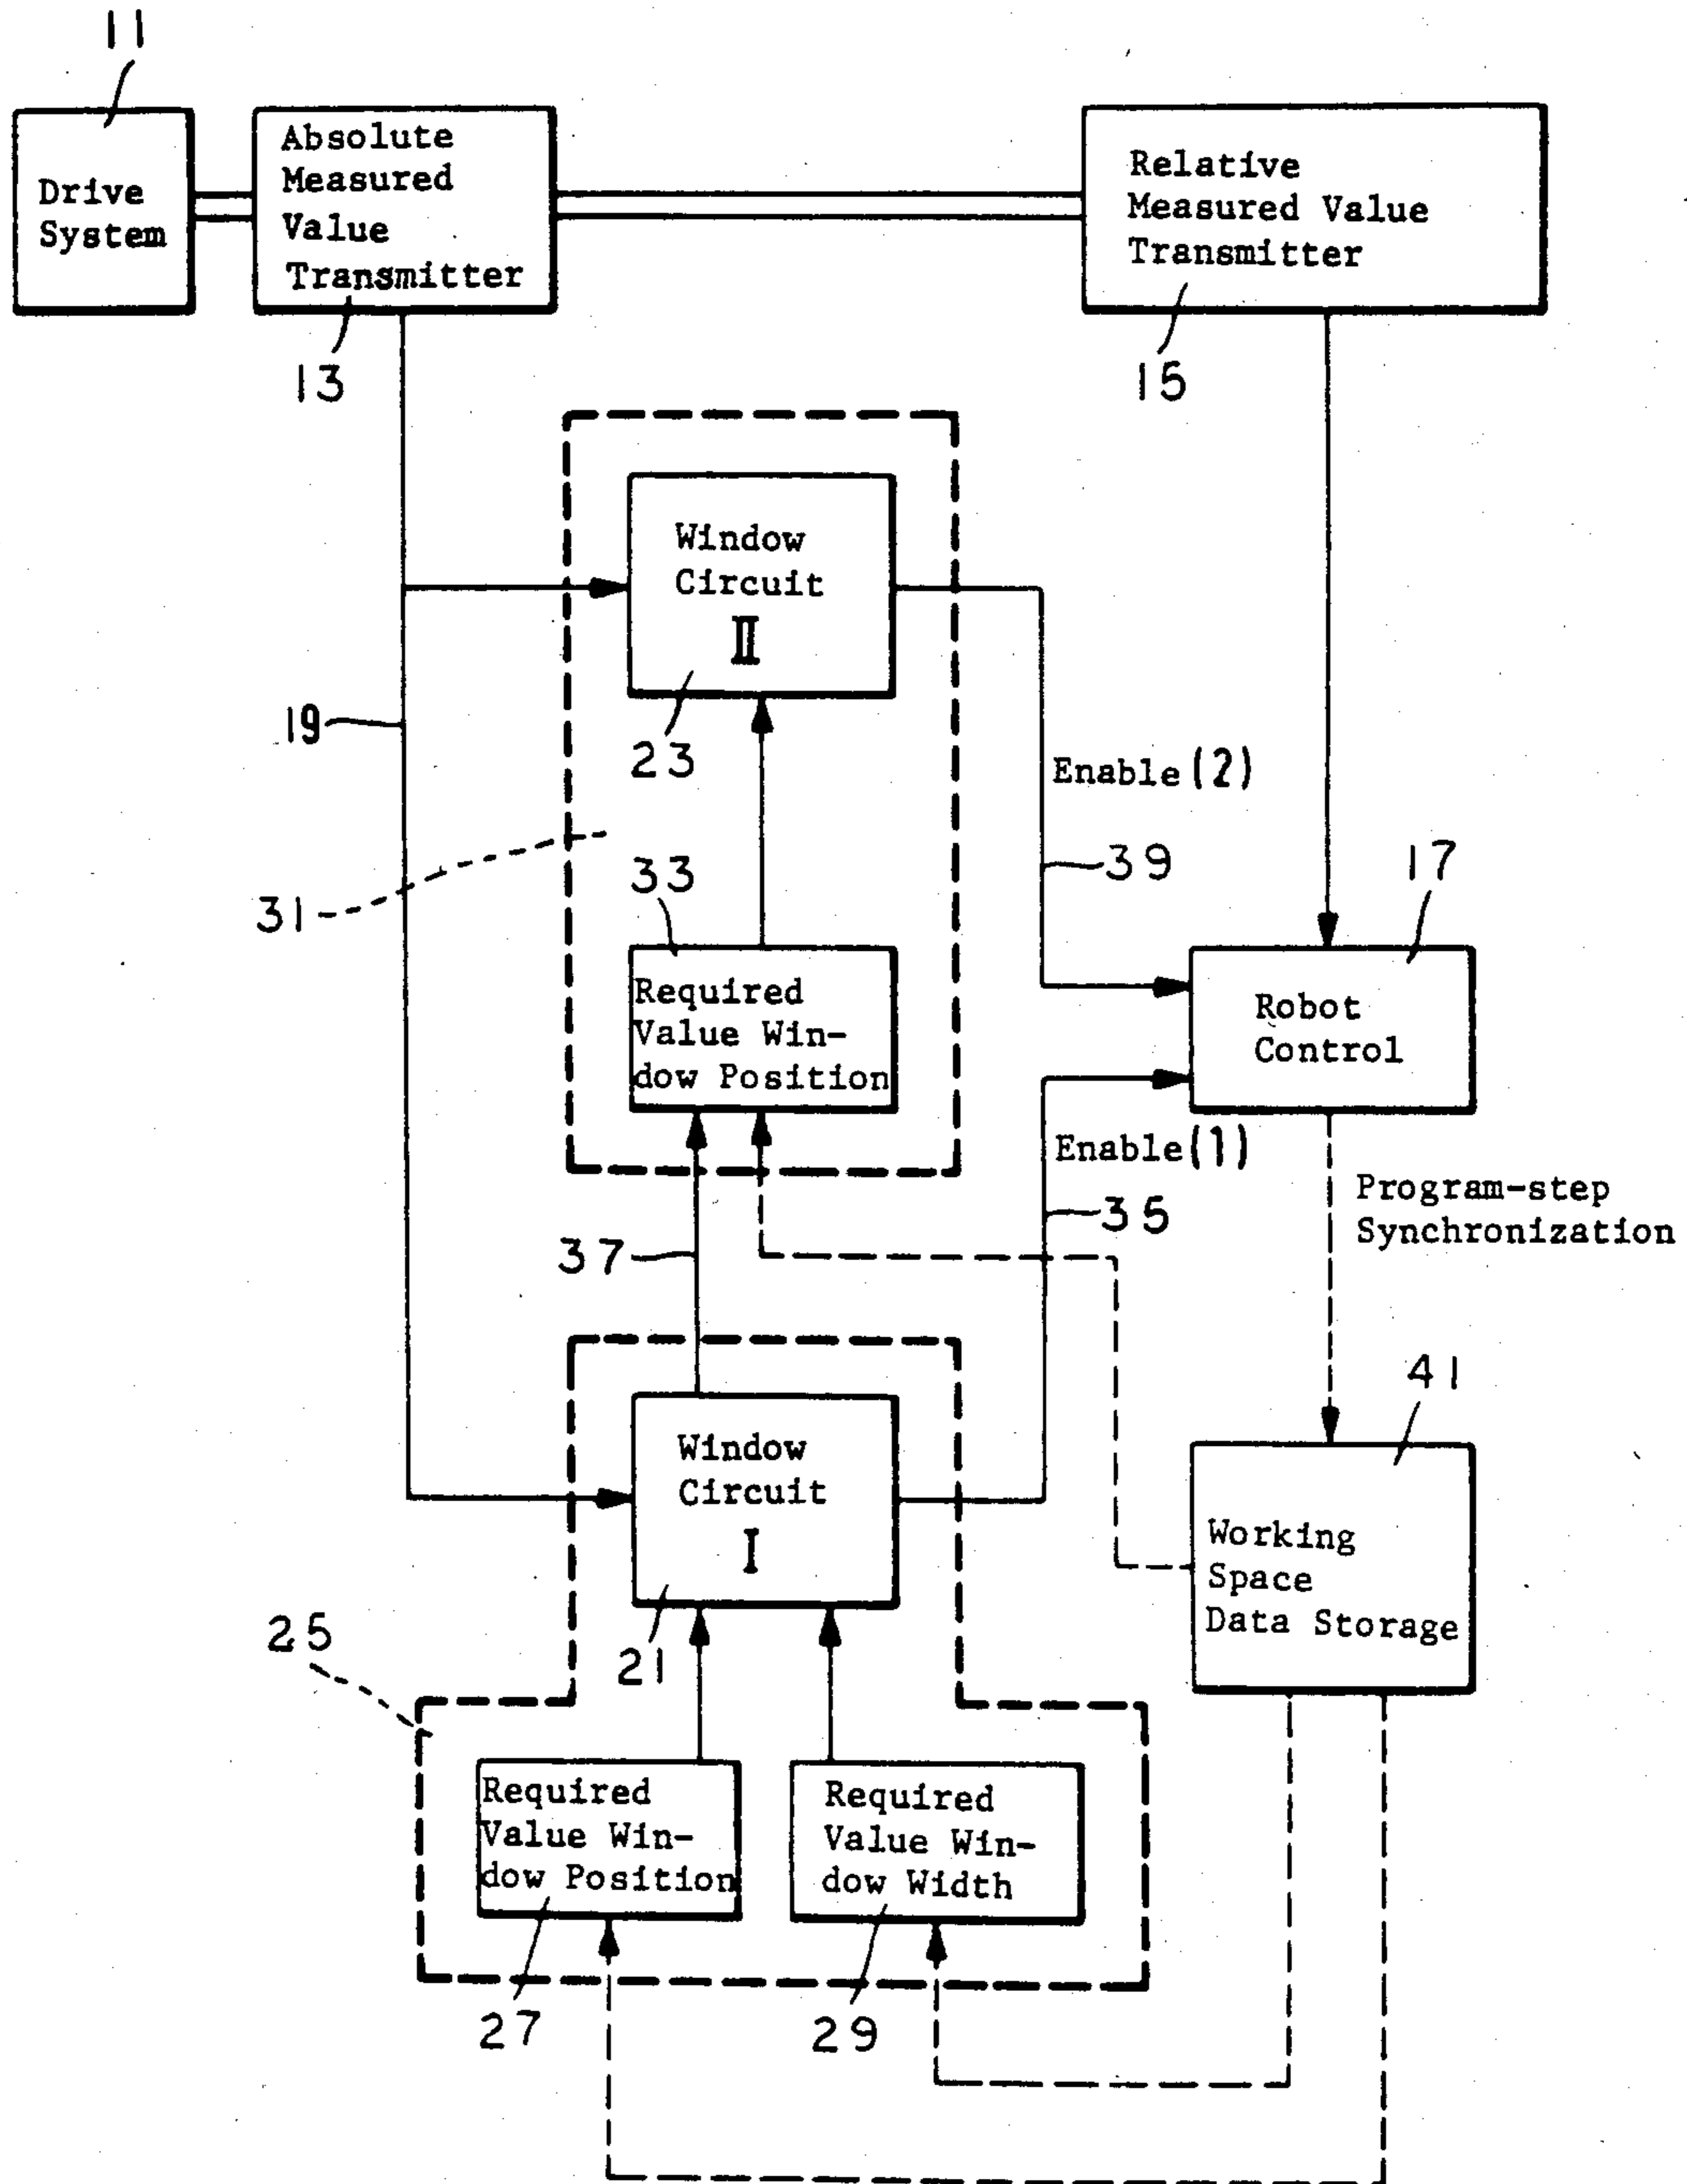 11
Drive
System
Absolute
Measured
Value
Transmitter
13
Relative
Measured Value
Transmitter
15
Window
Circuit
II
23
19
Enable (2)
39
17
31
33
Required
Value Win-
dow Position
Robot
Control
Enable (1)
35
Program-step
Synchronization
37
41
Window
Circuit
I
21
Working
Space
Data Storage
25
Required
Value Win-
dow Position
27
Required
Value Win-
dow Width
29